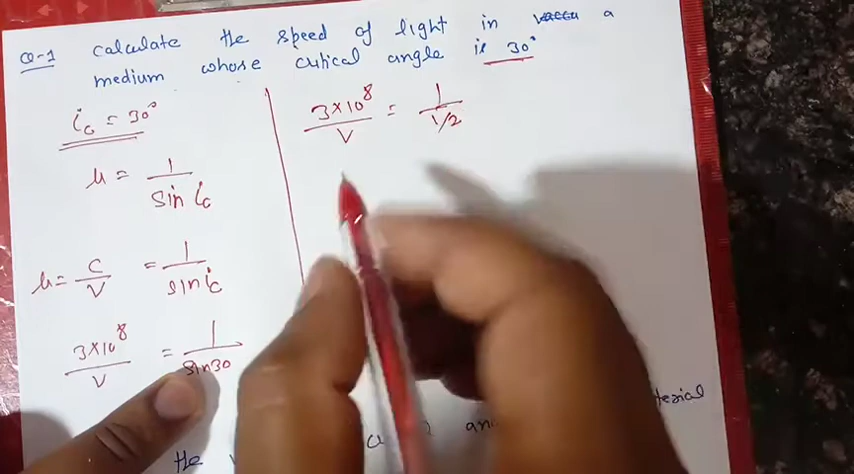 Q-1 calculate the speed of light in a
medium whose critical angle is 30°
ic = 30°
μ = 1/sin ic
μ = c/v = 1/sin ic
3×10^8/v = 1/sin30
3×10^8/v = 1/1/2
the